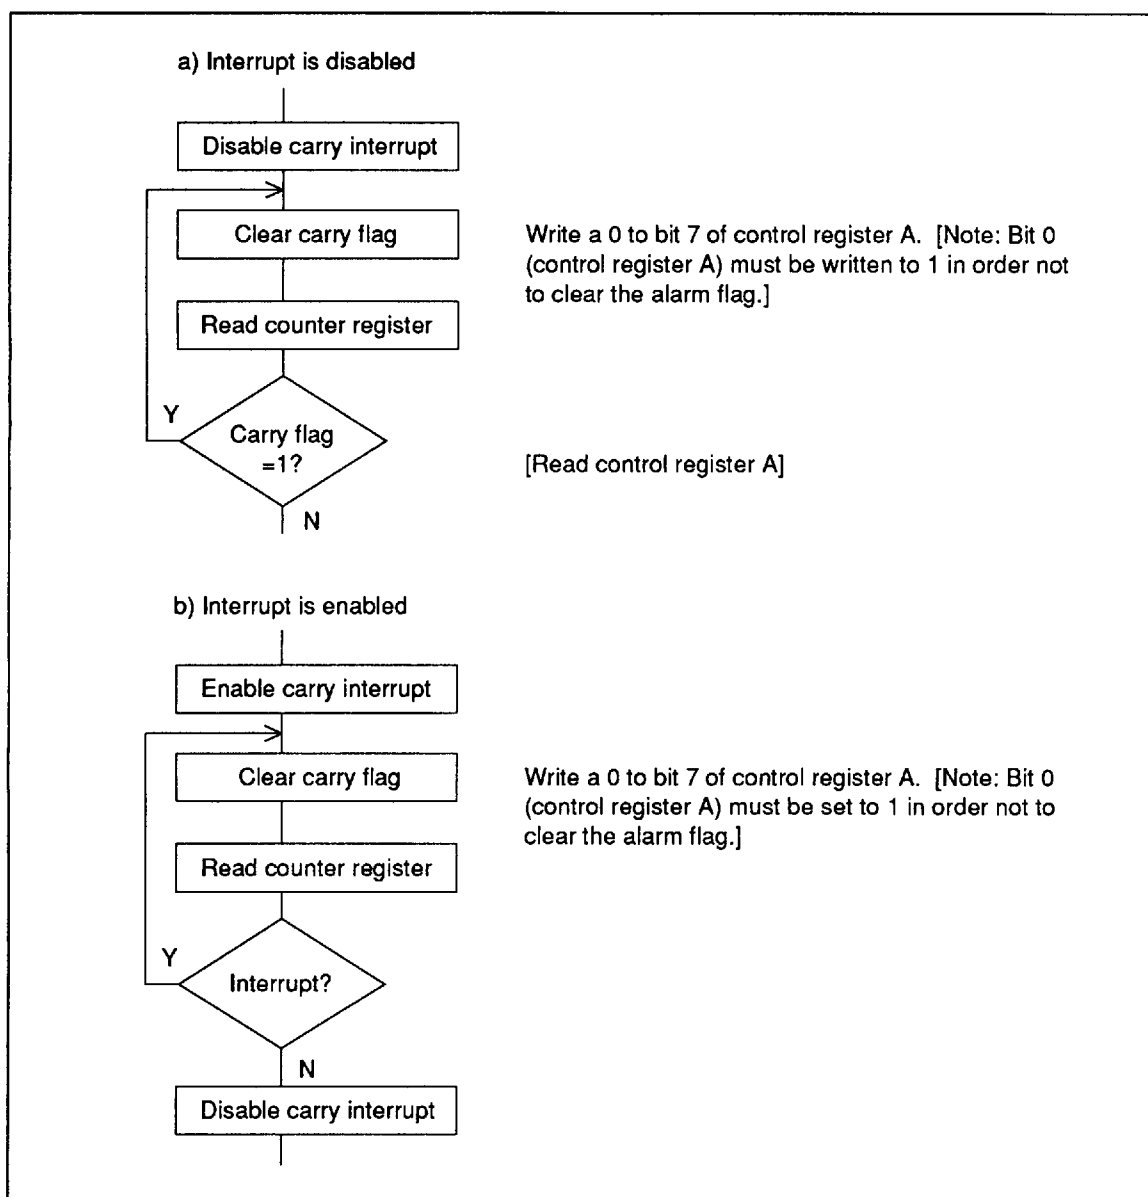 a) Interrupt is disabled
Disable carry interrupt
Clear carry flag
Write a 0 to bit 7 of control register A. [Note: Bit 0
(control register A) must be written to 1 in order not
to clear the alarm flag.]
Read counter register
Y
Carry flag
=1?
[Read control register A]
N
b) Interrupt is enabled
Enable carry interrupt
Clear carry flag
Write a 0 to bit 7 of control register A. [Note: Bit 0
(control register A) must be set to 1 in order not to
clear the alarm flag.]
Read counter register
Y
Interrupt?
N
Disable carry interrupt